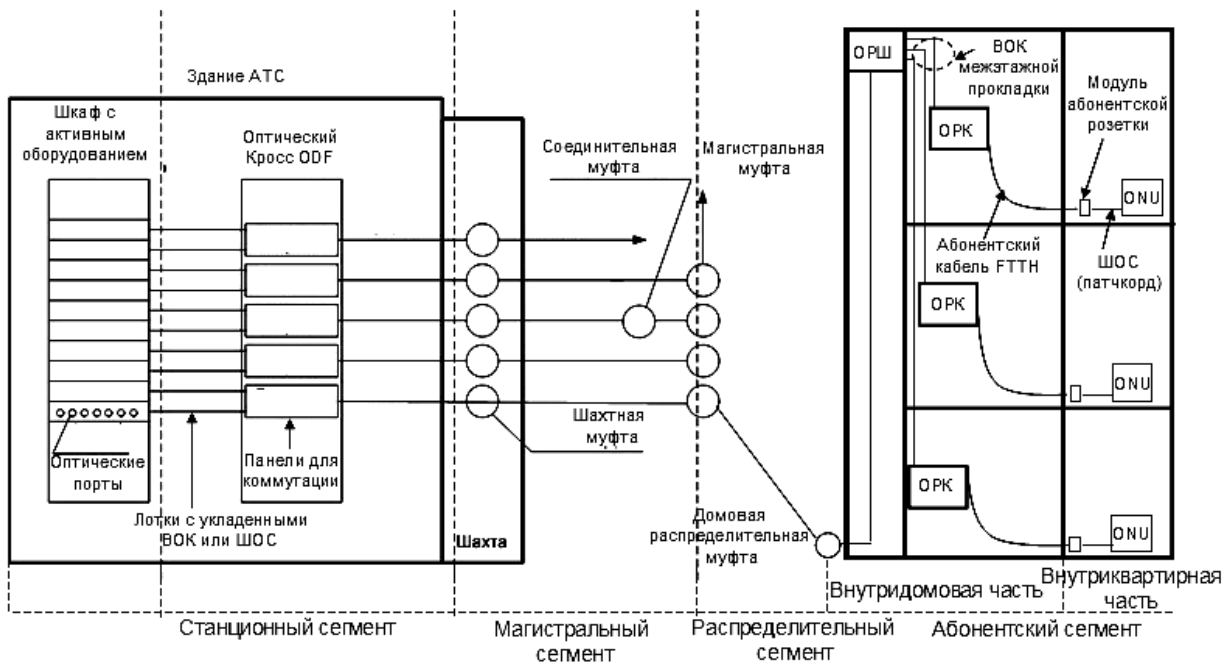 Здание АТС
Шкаф с
активным
оборудованием
Оптический
Кросс ODF
Оптические
порты
Панели для
коммутации
Лотки с укладенными
ВОК или ШОС
Шахта
Соединительная
муфта
Магистральная
муфта
Шахтная
муфта
Домовая
распределительная
муфта
ОРШ
ВОК
межэтажной
прокладки
Модуль
абонентской
розетки
ОРК
ONU
Абонентский
кабель FTTH
ШОС
(патчкорд)
ОРК
ONU
ОРК
ONU
Внутридомовая часть
Внутриквартирная
часть
Станционный сегмент
Магистральный
сегмент
Распределительный
сегмент
Абонентский сегмент